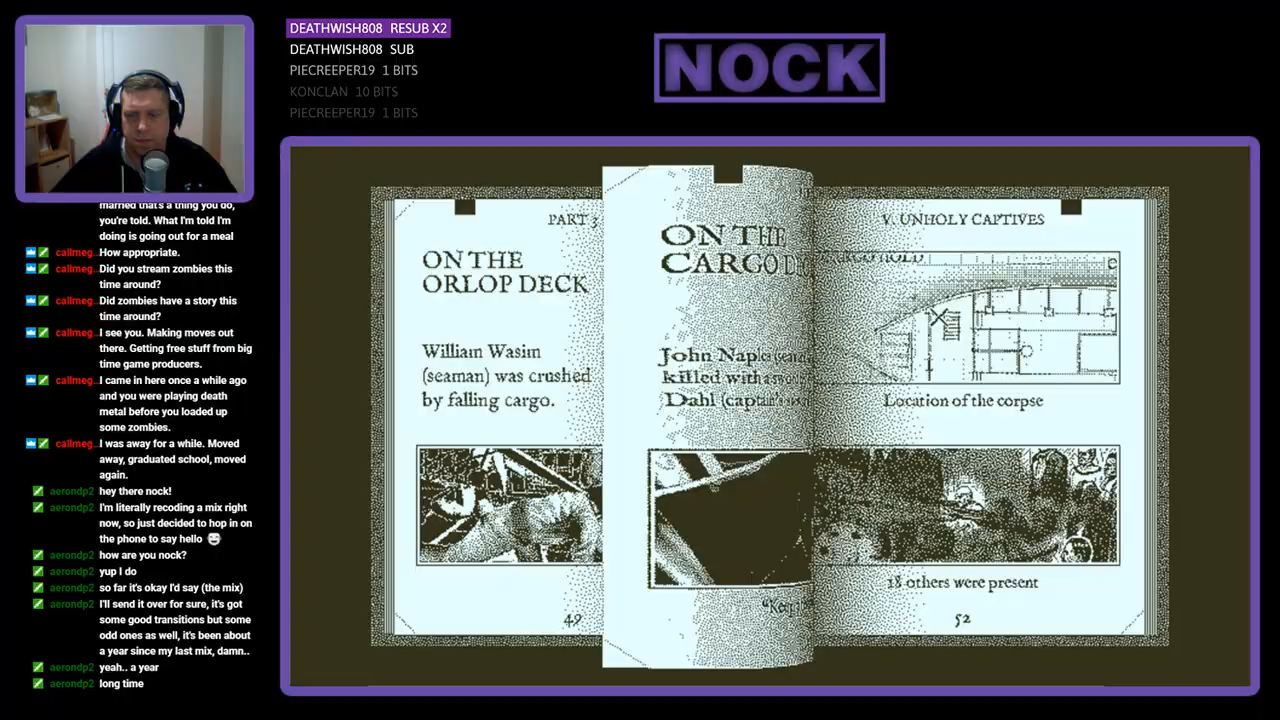 DEATHWISH808 RESUB X2
DEATHWISH808 SUB
PIECREEPER19 1 BITS
KONCLAN 10 BITS
PIECREEPER19 1 BITS
NOCK
married that's a thing you do,
you're told. What I'm told I'm
doing is going out for a meal
callmeg... How appropriate.
callmeg... Did you stream zombies this
time around?
callmeg... Did zombies have a story this
time around?
callmeg... I see you. Making moves out
there. Getting free stuff from big
time game producers.
callmeg... I came in here once a while ago
and you were playing death
metal before you loaded up
some zombies.
callmeg... I was away for a while. Moved
away, graduated school, moved
again.
aerondp2 hey there nock!
aerondp2 I'm literally recoding a mix right
now, so just decided to hop in on
the phone to say hello
aerondp2 how are you nock?
aerondp2 yup I do
aerondp2 so far it's okay I'd say (the mix)
aerondp2 I'll send it over for sure, it's got
some good transitions but some
odd ones as well, it's been about
a year since my last mix, damn..
aerondp2 yeah.. a year
aerondp2 long time
PART 3
ON THE
ORLOP DECK
William Wasim
(seaman) was crushed
by falling cargo.
49
ON THE
CARGO
John
killed with a
Dahl
V. UNHOLY CAPTIVES
CARGO HOLD
Location of the corpse
18 others were present
52